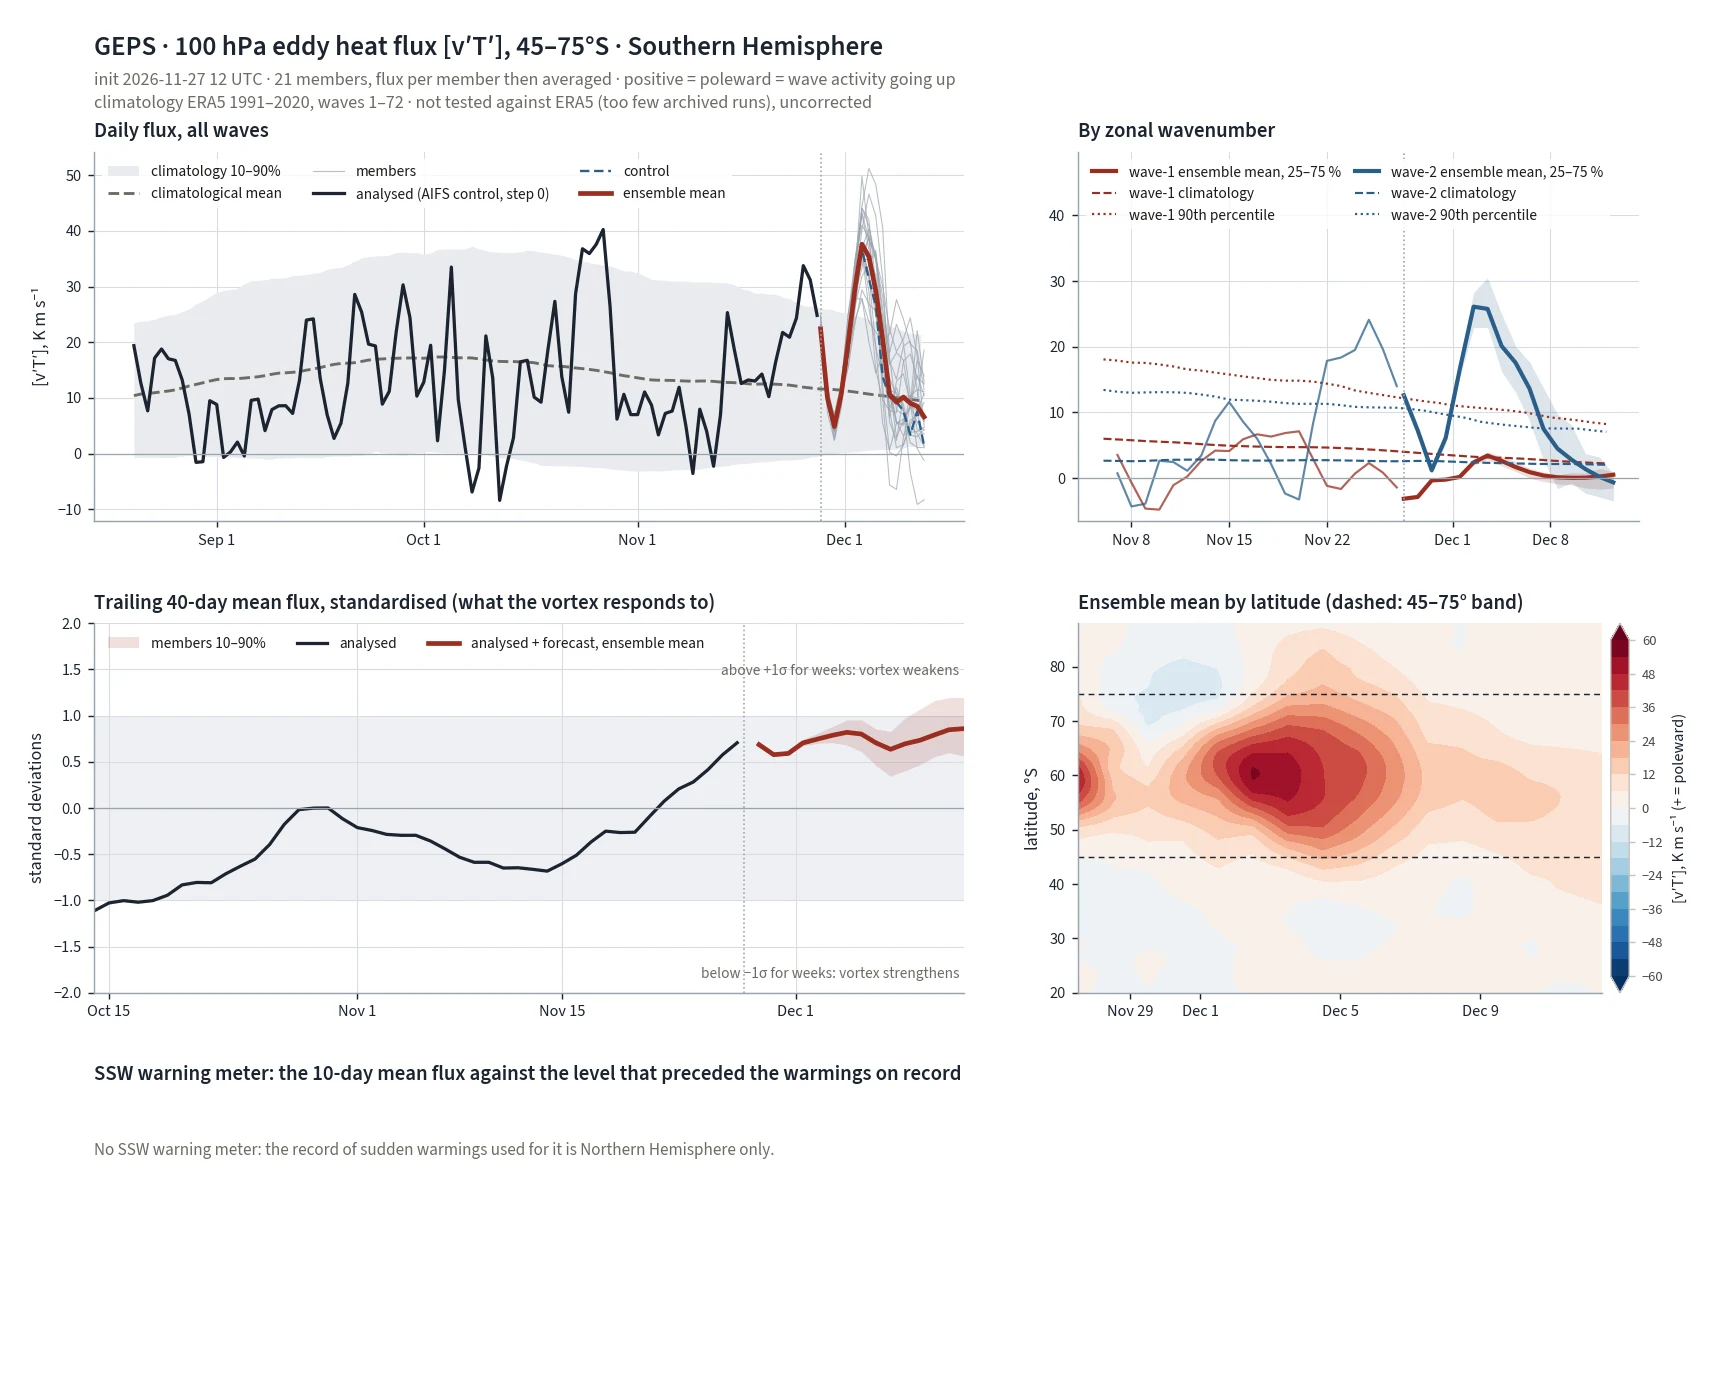 GEPS · 100 hPa eddy heat flux [v′T′], 45–75°S · Southern Hemisphere
init 2026-11-27 12 UTC · 21 members, flux per member then averaged · positive = poleward = wave activity going up
climatology ERA5 1991–2020, waves 1–72 · not tested against ERA5 (too few archived runs), uncorrected
Daily flux, all waves
climatology 10–90%
members
control
climatological mean
analysed (AIFS control, step 0)
ensemble mean
[v′T′], K m s⁻¹
50
40
30
20
10
0
−10
Sep 1
Oct 1
Nov 1
Dec 1
By zonal wavenumber
wave-1 ensemble mean, 25–75 %
wave-2 ensemble mean, 25–75 %
wave-1 climatology
wave-2 climatology
wave-1 90th percentile
wave-2 90th percentile
40
30
20
10
0
Nov 8
Nov 15
Nov 22
Dec 1
Dec 8
Trailing 40-day mean flux, standardised (what the vortex responds to)
members 10–90%
analysed
analysed + forecast, ensemble mean
above +1σ for weeks: vortex weakens
below −1σ for weeks: vortex strengthens
standard deviations
2.0
1.5
1.0
0.5
0.0
−0.5
−1.0
−1.5
−2.0
Oct 15
Nov 1
Nov 15
Dec 1
Ensemble mean by latitude (dashed: 45–75° band)
latitude, °S
80
70
60
50
40
30
20
Nov 29
Dec 1
Dec 5
Dec 9
60
48
36
24
12
0
−12
−24
−36
−48
−60
[v′T′], K m s⁻¹ (+ = poleward)
SSW warning meter: the 10-day mean flux against the level that preceded the warmings on record
No SSW warning meter: the record of sudden warmings used for it is Northern Hemisphere only.